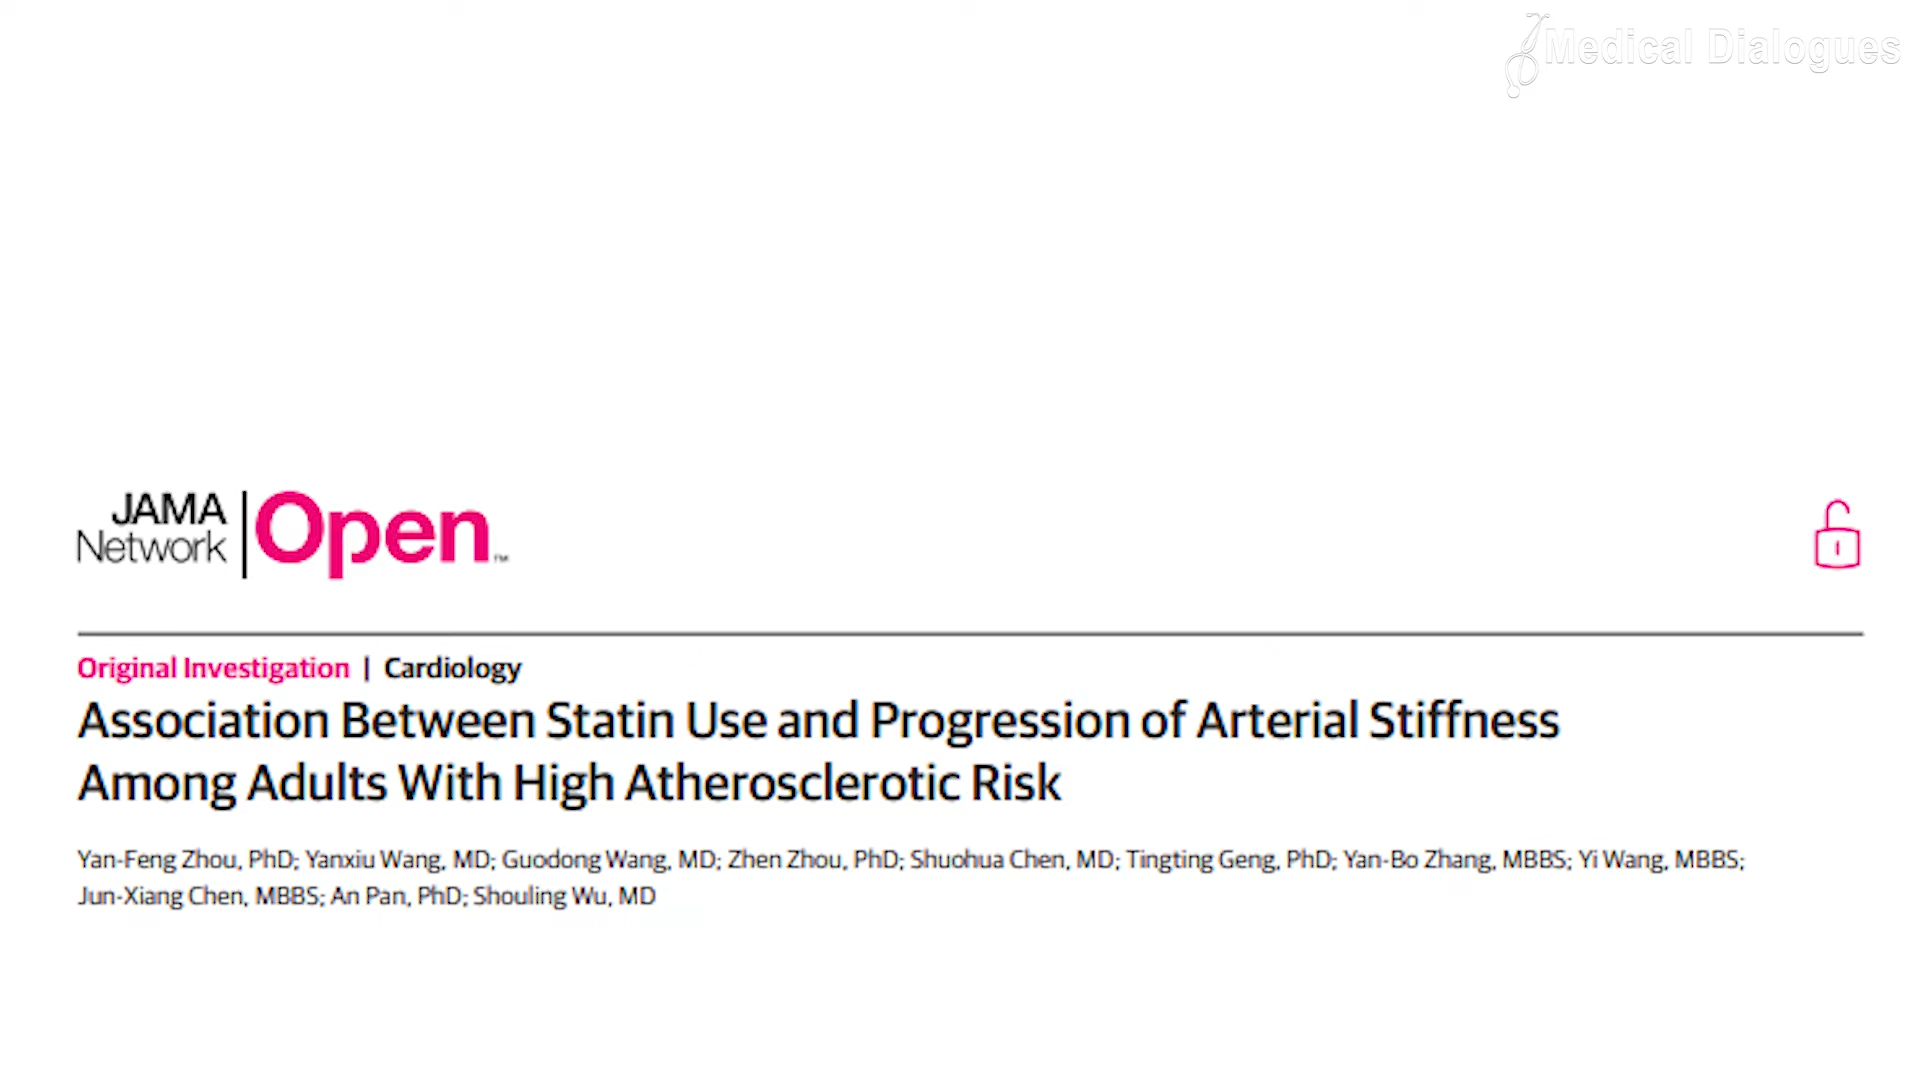 Medical Dialogues
JAMA
Network
Open™
Original Investigation | Cardiology
Association Between Statin Use and Progression of Arterial Stiffness
Among Adults With High Atherosclerotic Risk
Yan-Feng Zhou, PhD; Yanxiu Wang, MD; Guodong Wang, MD; Zhen Zhou, PhD; Shuohua Chen, MD; Tingting Geng, PhD; Yan-Bo Zhang, MBBS; Yi Wang, MBBS;
Jun-Xiang Chen, MBBS; An Pan, PhD; Shouling Wu, MD